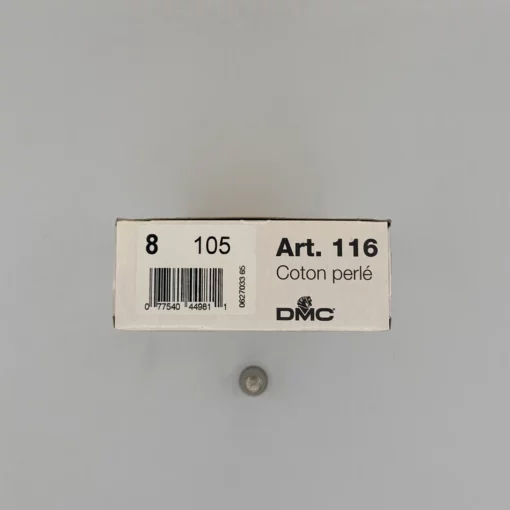 8 105
0 77540 44981 1
0627033 65
Art. 116
Coton perlé
DMC